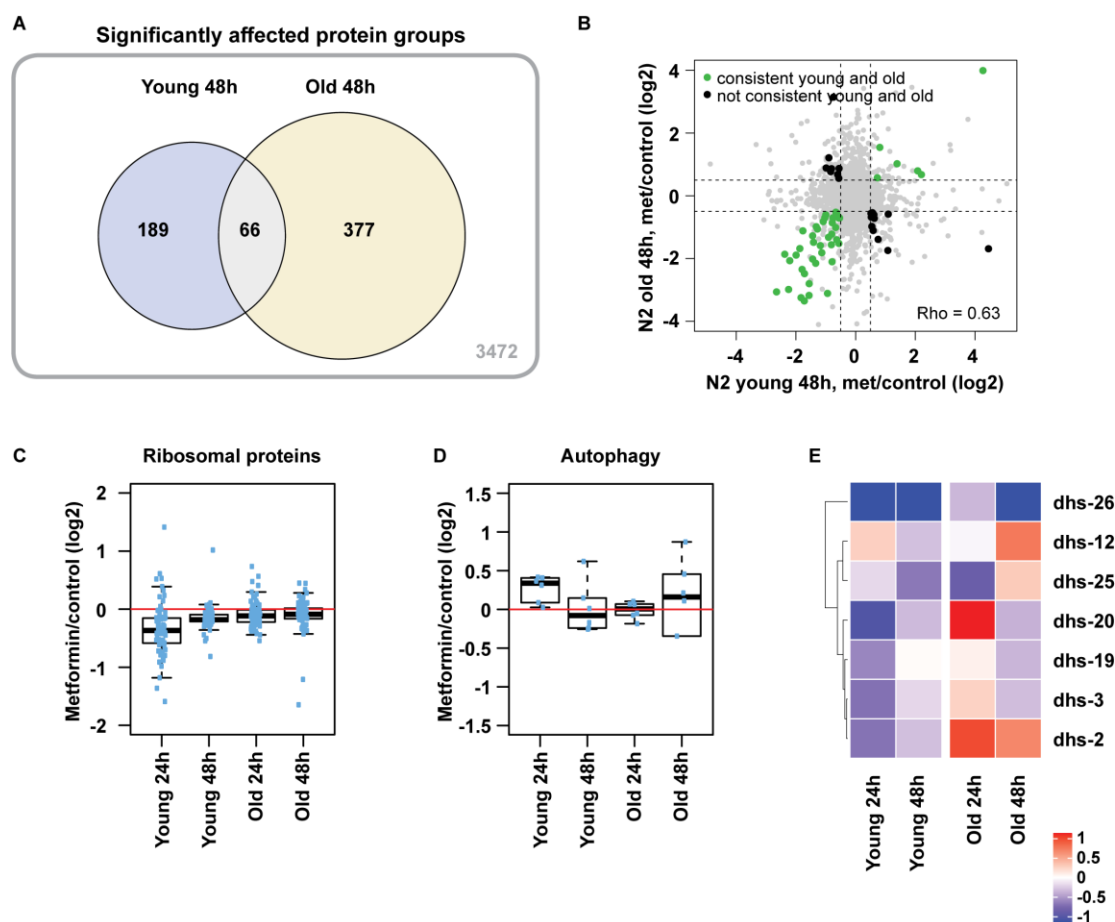 A
Significantly affected protein groups
Young 48h
Old 48h
189
66
377
3472
B
consistent young and old
not consistent young and old
4
2
0
-2
-4
N2 old 48h, met/control (log2)
Rho = 0.63
-4
-2
0
2
4
N2 young 48h, met/control (log2)
C
Ribosomal proteins
2
1
0
-1
-2
Metformin/control (log2)
Young 24h
Young 48h
Old 24h
Old 48h
D
Autophagy
1.5
1
0.5
0
-0.5
-1
-1.5
Metformin/control (log2)
Young 24h
Young 48h
Old 24h
Old 48h
E
dhs-26
dhs-12
dhs-25
dhs-20
dhs-19
dhs-3
dhs-2
Young 24h
Young 48h
Old 24h
Old 48h
1
0.5
0
-0.5
-1